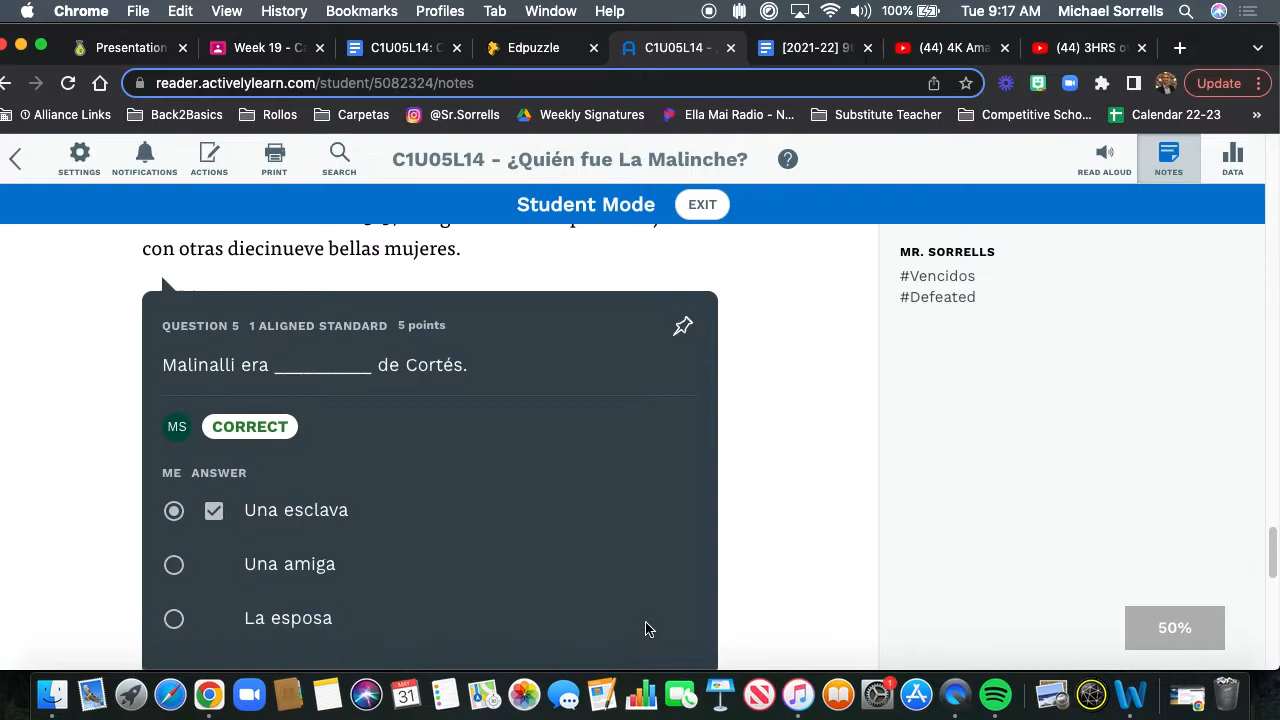 Chrome File Edit View History Bookmarks Profiles Tab Window Help 100% Tue 9:17 AM Michael Sorrells
Presentation Week 19 - Ca C1U05L14: C Edpuzzle C1U05L14 - [2021-22] 9t (44) 4K Ama (44) 3HRS o
reader.activelylearn.com/student/5082324/notes Update
Alliance Links Back2Basics Rollos Carpetas @Sr.Sorrells Weekly Signatures Ella Mai Radio - N... Substitute Teacher Competitive Scho... Calendar 22-23 »
SETTINGS NOTIFICATIONS ACTIONS PRINT SEARCH C1U05L14 - ¿Quién fue La Malinche? ? READ ALOUD NOTES DATA
Student Mode EXIT
con otras diecinueve bellas mujeres.
MR. SORRELLS
#Vencidos
#Defeated
QUESTION 5 1 ALIGNED STANDARD 5 points
Malinalli era __________ de Cortés.
MS CORRECT
ME ANSWER
Una esclava
Una amiga
La esposa
50%
MAY
31
1